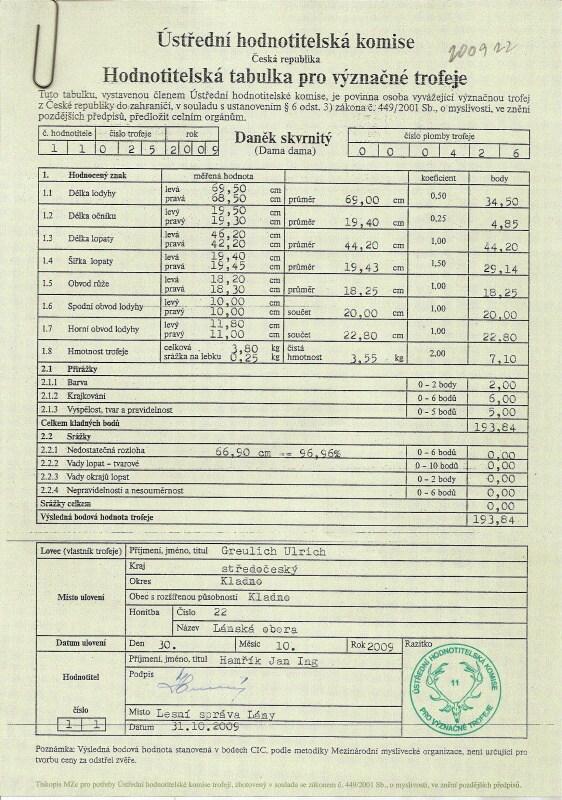 Ústřední hodnotitelská komise
Česká republika
200922
Hodnotitelská tabulka pro význačné trofeje
Tuto tabulku, vystavenou členem Ústřední hodnotitelské komise, je povinna osoba vyvážející význačnou trofej
z České republiky do zahraničí, v souladu s ustanovením § 6 odst. 3) zákona č. 449/2001 Sb., o myslivosti, ve znění
pozdějších předpisů, předložit celním orgánům.
č. hodnotitele číslo trofeje rok
1 1 0 2 5 2 0 0 9
Daněk skvrnitý
(Dama dama)
číslo plomby trofeje
0 0 0 4 2 6
1. Hodnocený znak měřená hodnota koeficient body
1.1 Délka lodyhy levá 69,50 cm pravá 68,50 cm průměr 69,00 cm 0,50 34,50
1.2 Délka očníku levý 19,50 cm pravý 19,30 cm průměr 19,40 cm 0,25 4,85
1.3 Délka lopaty levá 46,20 cm pravá 42,20 cm průměr 44,20 cm 1,00 44,20
1.4 Šířka lopaty levá 19,40 cm pravá 19,45 cm průměr 19,43 cm 1,50 29,14
1.5 Obvod růže levá 18,20 cm pravá 18,30 cm průměr 18,25 cm 1,00 18,25
1.6 Spodní obvod lodyhy levý 10,00 cm pravý 10,00 cm součet 20,00 cm 1,00 20,00
1.7 Horní obvod lodyhy levý 11,80 cm pravý 11,00 cm součet 22,80 cm 1,00 22,80
1.8 Hmotnost trofeje celková 3,80 kg srážka na lebku 0,25 kg čistá hmotnost 3,55 kg 2,00 7,10
2.1 Přirážky
2.1.1 Barva 0 – 2 body 2,00
2.1.2 Krajkování 0 – 6 bodů 6,00
2.1.3 Vyspělost, tvar a pravidelnost 0 – 5 bodů 5,00
Celkem kladných bodů 193,84
2.2 Srážky
2.2.1 Nedostatečná rozloha 66,90 cm -= 96,96% 0 – 6 bodů 0,00
2.2.2 Vady lopat – tvarové 0 – 10 bodů 0,00
2.2.3 Vady okrajů lopat 0 – 2 body 0,00
2.2.4 Nepravidelnosti a nesouměrnost 0 – 6 bodů 0,00
Srážky celkem 0,00
Výsledná bodová hodnota trofeje 193,84
Lovec (vlastník trofeje) Příjmení, jméno, titul Greulich Ulrich
Místo ulovení Kraj středočeský
Okres Kladno
Obec s rozšířenou působností Kladno
Honitba Číslo 22
Název Lánská obora
Datum ulovení Den 30. Měsíc 10. Rok 2009 Razítko
Hodnotitel Příjmení, jméno, titul Hamřík Jan Ing
Podpis
číslo
1 1
Místo Lesní správa Lány
Datum 31.10.2009
ÚSTŘEDNÍ HODNOTITELSKÁ KOMISE
11
PRO VÝZNAČNÉ TROFEJE
Poznámka: Výsledná bodová hodnota stanovená v bodech CIC, podle metodiky Mezinárodní myslivecké organizace, není určující pro
tvorbu ceny za odstřel zvěře.
Tiskopis MZe pro potřeby Ústřední hodnotitelské komise trofejí, zhotovený v souladu se zákonem č. 449/2001 Sb., o myslivosti, ve znění pozdějších předpisů.